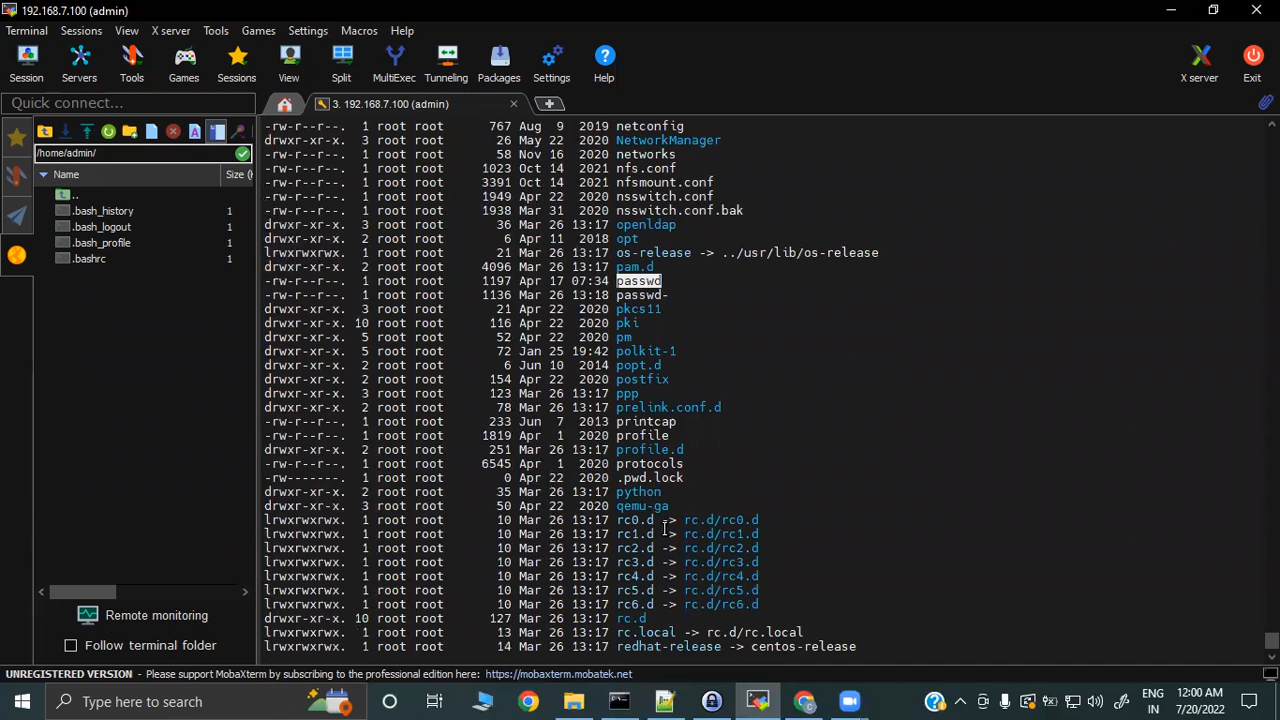 192.168.7.100 (admin)
Terminal Sessions View X server Tools Games Settings Macros Help
Session Servers Tools Games Sessions View Split MultiExec Tunneling Packages Settings Help X server Exit
Quick connect...
3. 192.168.7.100 (admin)
/home/admin/
Name Size (
..
.bash_history 1
.bash_logout 1
.bash_profile 1
.bashrc 1
Remote monitoring
Follow terminal folder
-rw-r--r--. 1 root root 767 Aug 9 2019 netconfig
drwxr-xr-x. 3 root root 26 May 22 2020 NetworkManager
-rw-r--r--. 1 root root 58 Nov 16 2020 networks
-rw-r--r--. 1 root root 1023 Oct 14 2021 nfs.conf
-rw-r--r--. 1 root root 3391 Oct 14 2021 nfsmount.conf
-rw-r--r--. 1 root root 1949 Apr 22 2020 nsswitch.conf
-rw-r--r--. 1 root root 1938 Mar 31 2020 nsswitch.conf.bak
drwxr-xr-x. 3 root root 36 Mar 26 13:17 openldap
drwxr-xr-x. 2 root root 6 Apr 11 2018 opt
lrwxrwxrwx. 1 root root 21 Mar 26 13:17 os-release -> ../usr/lib/os-release
drwxr-xr-x. 2 root root 4096 Mar 26 13:17 pam.d
-rw-r--r--. 1 root root 1197 Apr 17 07:34 passwd
-rw-r--r--. 1 root root 1136 Mar 26 13:18 passwd-
drwxr-xr-x. 3 root root 21 Apr 22 2020 pkcs11
drwxr-xr-x. 10 root root 116 Apr 22 2020 pki
drwxr-xr-x. 5 root root 52 Apr 22 2020 pm
drwxr-xr-x. 5 root root 72 Jan 25 19:42 polkit-1
drwxr-xr-x. 2 root root 6 Jun 10 2014 popt.d
drwxr-xr-x. 2 root root 154 Apr 22 2020 postfix
drwxr-xr-x. 3 root root 123 Mar 26 13:17 ppp
drwxr-xr-x. 2 root root 78 Mar 26 13:17 prelink.conf.d
-rw-r--r--. 1 root root 233 Jun 7 2013 printcap
-rw-r--r--. 1 root root 1819 Apr 1 2020 profile
drwxr-xr-x. 2 root root 251 Mar 26 13:17 profile.d
-rw-r--r--. 1 root root 6545 Apr 1 2020 protocols
-rw-------. 1 root root 0 Apr 22 2020 .pwd.lock
drwxr-xr-x. 2 root root 35 Mar 26 13:17 python
drwxr-xr-x. 3 root root 50 Apr 22 2020 qemu-ga
lrwxrwxrwx. 1 root root 10 Mar 26 13:17 rc0.d -> rc.d/rc0.d
lrwxrwxrwx. 1 root root 10 Mar 26 13:17 rc1.d -> rc.d/rc1.d
lrwxrwxrwx. 1 root root 10 Mar 26 13:17 rc2.d -> rc.d/rc2.d
lrwxrwxrwx. 1 root root 10 Mar 26 13:17 rc3.d -> rc.d/rc3.d
lrwxrwxrwx. 1 root root 10 Mar 26 13:17 rc4.d -> rc.d/rc4.d
lrwxrwxrwx. 1 root root 10 Mar 26 13:17 rc5.d -> rc.d/rc5.d
lrwxrwxrwx. 1 root root 10 Mar 26 13:17 rc6.d -> rc.d/rc6.d
drwxr-xr-x. 10 root root 127 Mar 26 13:17 rc.d
lrwxrwxrwx. 1 root root 13 Mar 26 13:17 rc.local -> rc.d/rc.local
lrwxrwxrwx. 1 root root 14 Mar 26 13:17 redhat-release -> centos-release
UNREGISTERED VERSION - Please support MobaXterm by subscribing to the professional edition here: https://mobaxterm.mobatek.net
Type here to search
ENG
IN
12:00 AM
7/20/2022